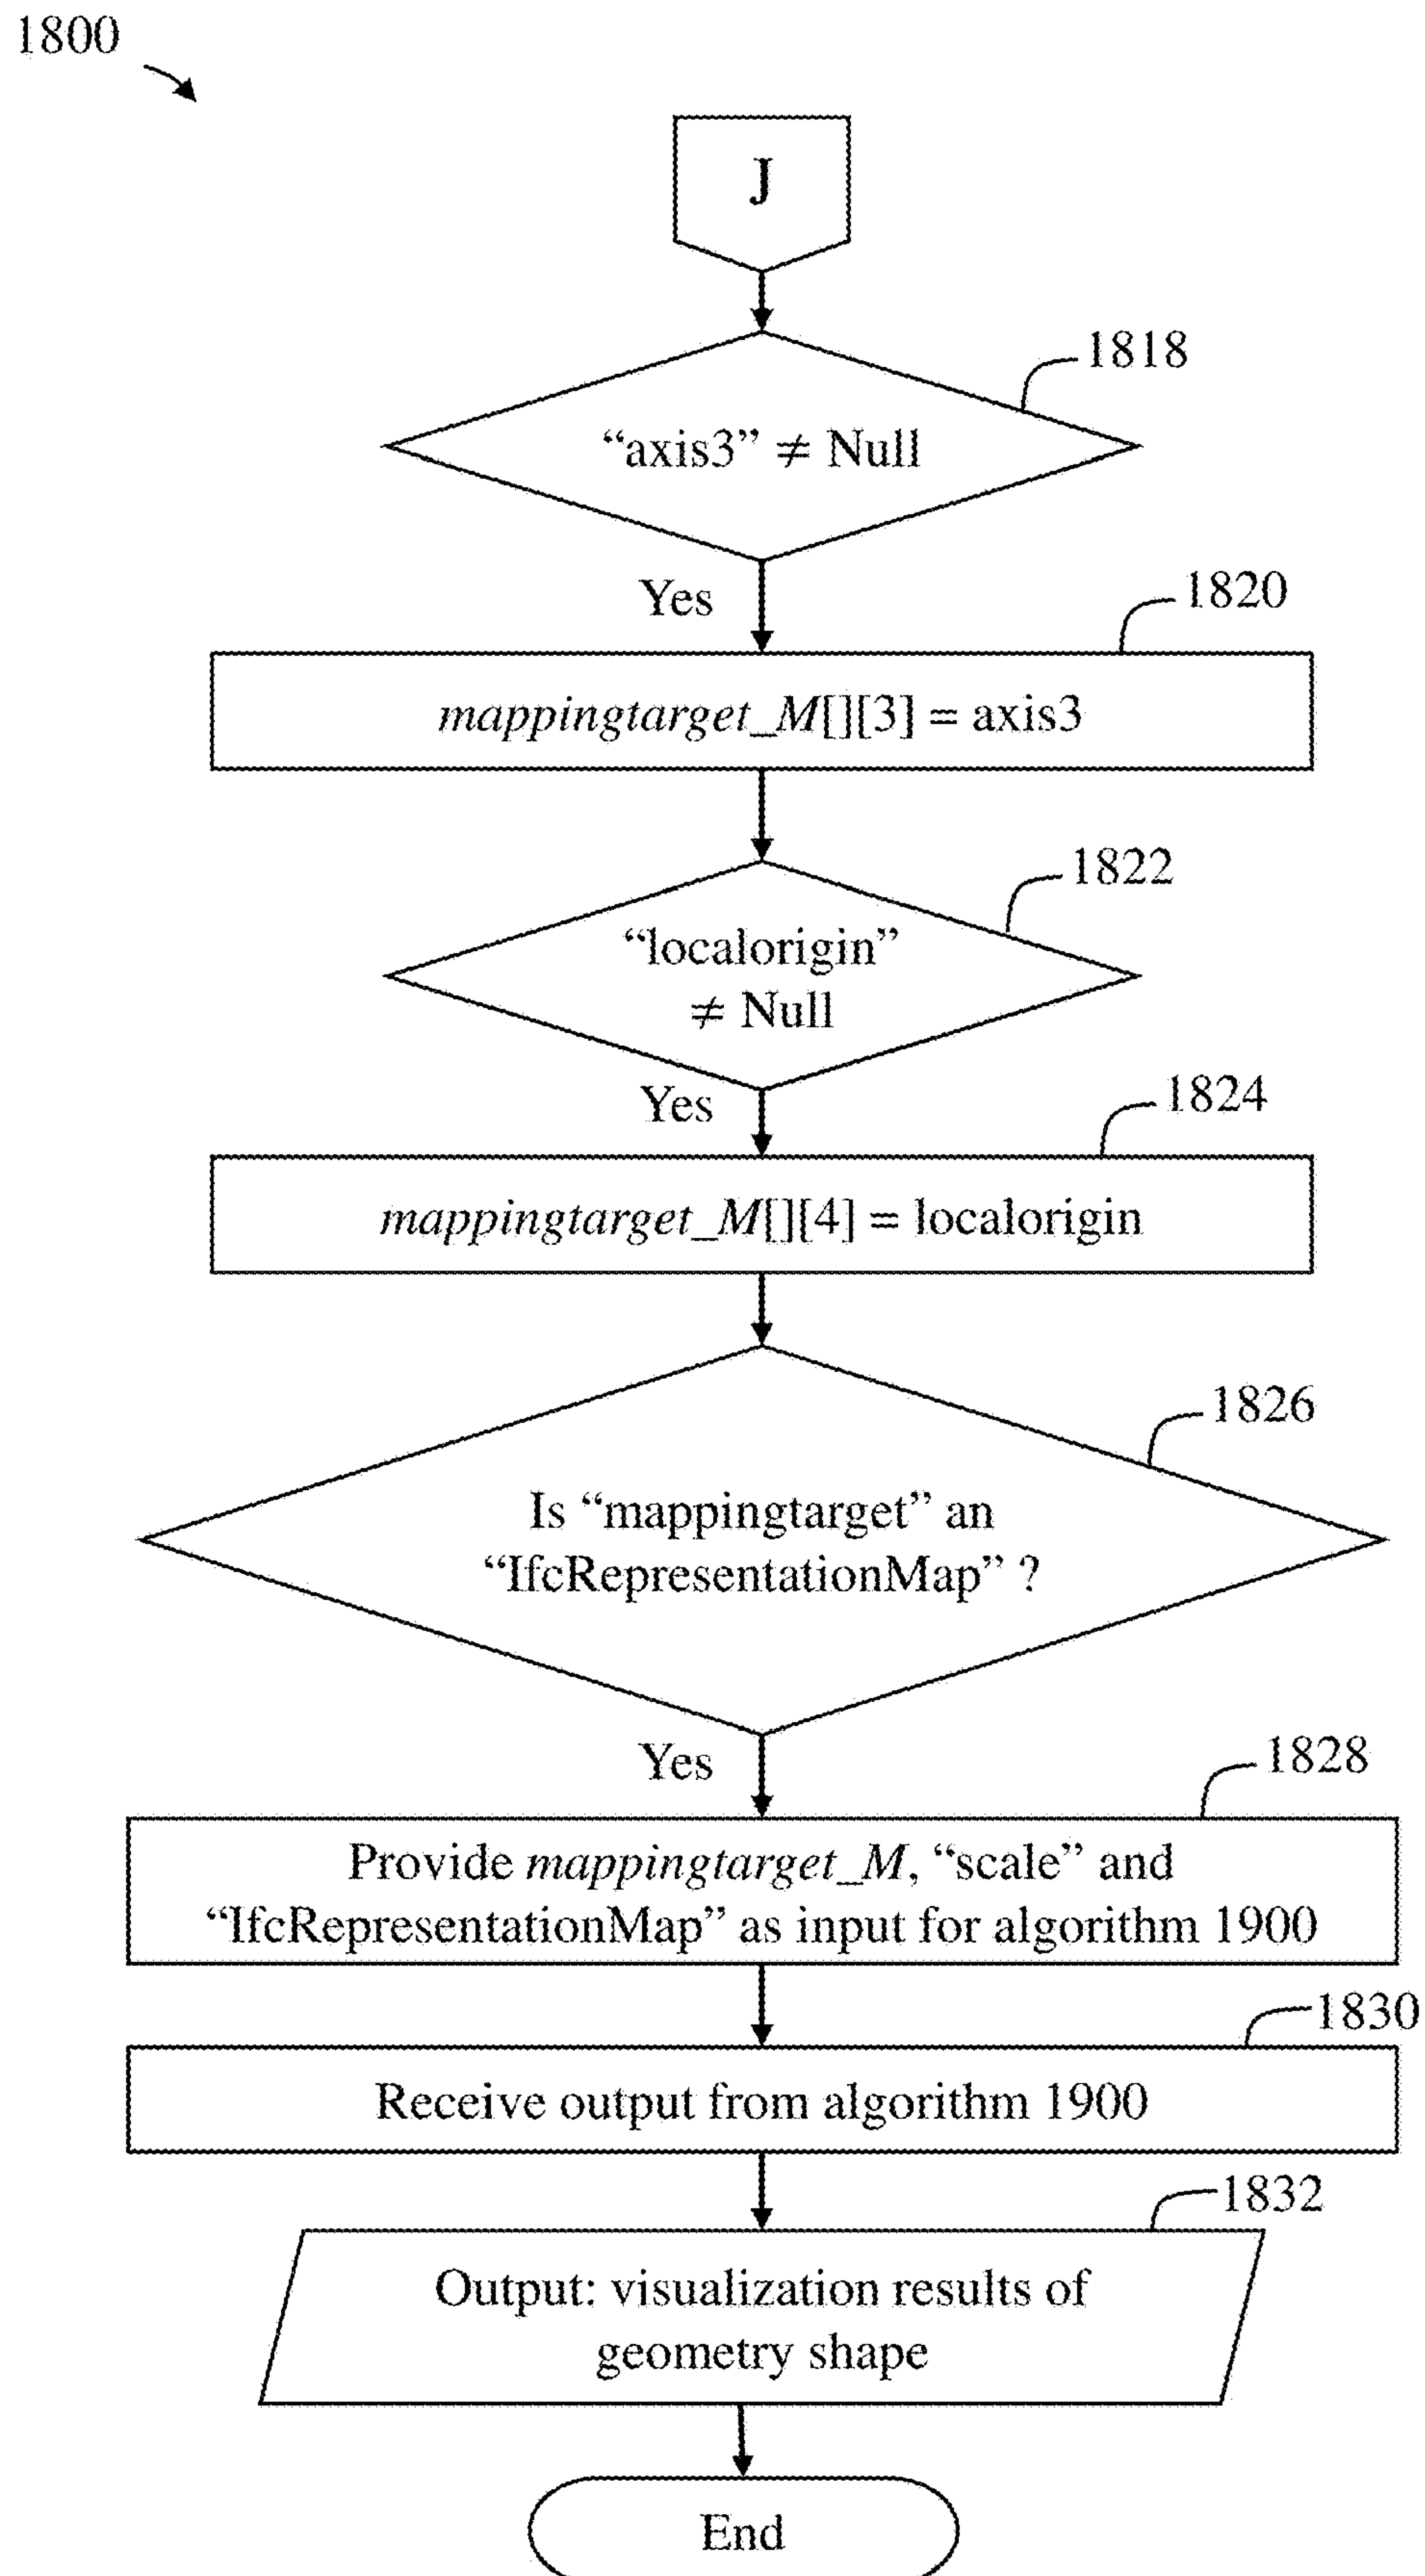 1800
J
1818
“axis3” ≠ Null
Yes
1820
mappingtarget_M[][3] = axis3
1822
“localorigin”
≠ Null
Yes
1824
mappingtarget_M[][4] = localorigin
1826
Is “mappingtarget” an
“IfcRepresentationMap” ?
Yes
1828
Provide mappingtarget_M, “scale” and
“IfcRepresentationMap” as input for algorithm 1900
1830
Receive output from algorithm 1900
1832
Output: visualization results of
geometry shape
End